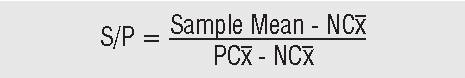 S/P = Sample Mean - NCx̅
PCx̅ - NCx̅